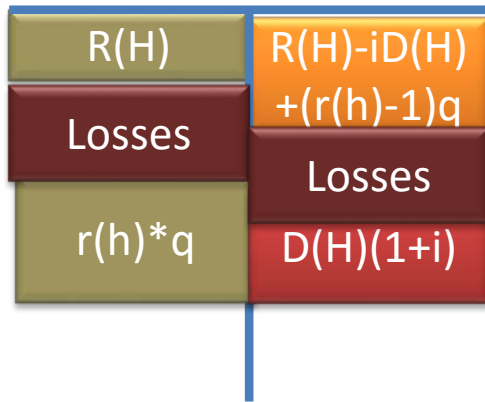 R(H)
Losses
r(h)*q
R(H)-iD(H)
+(r(h)-1)q
Losses
D(H)(1+i)